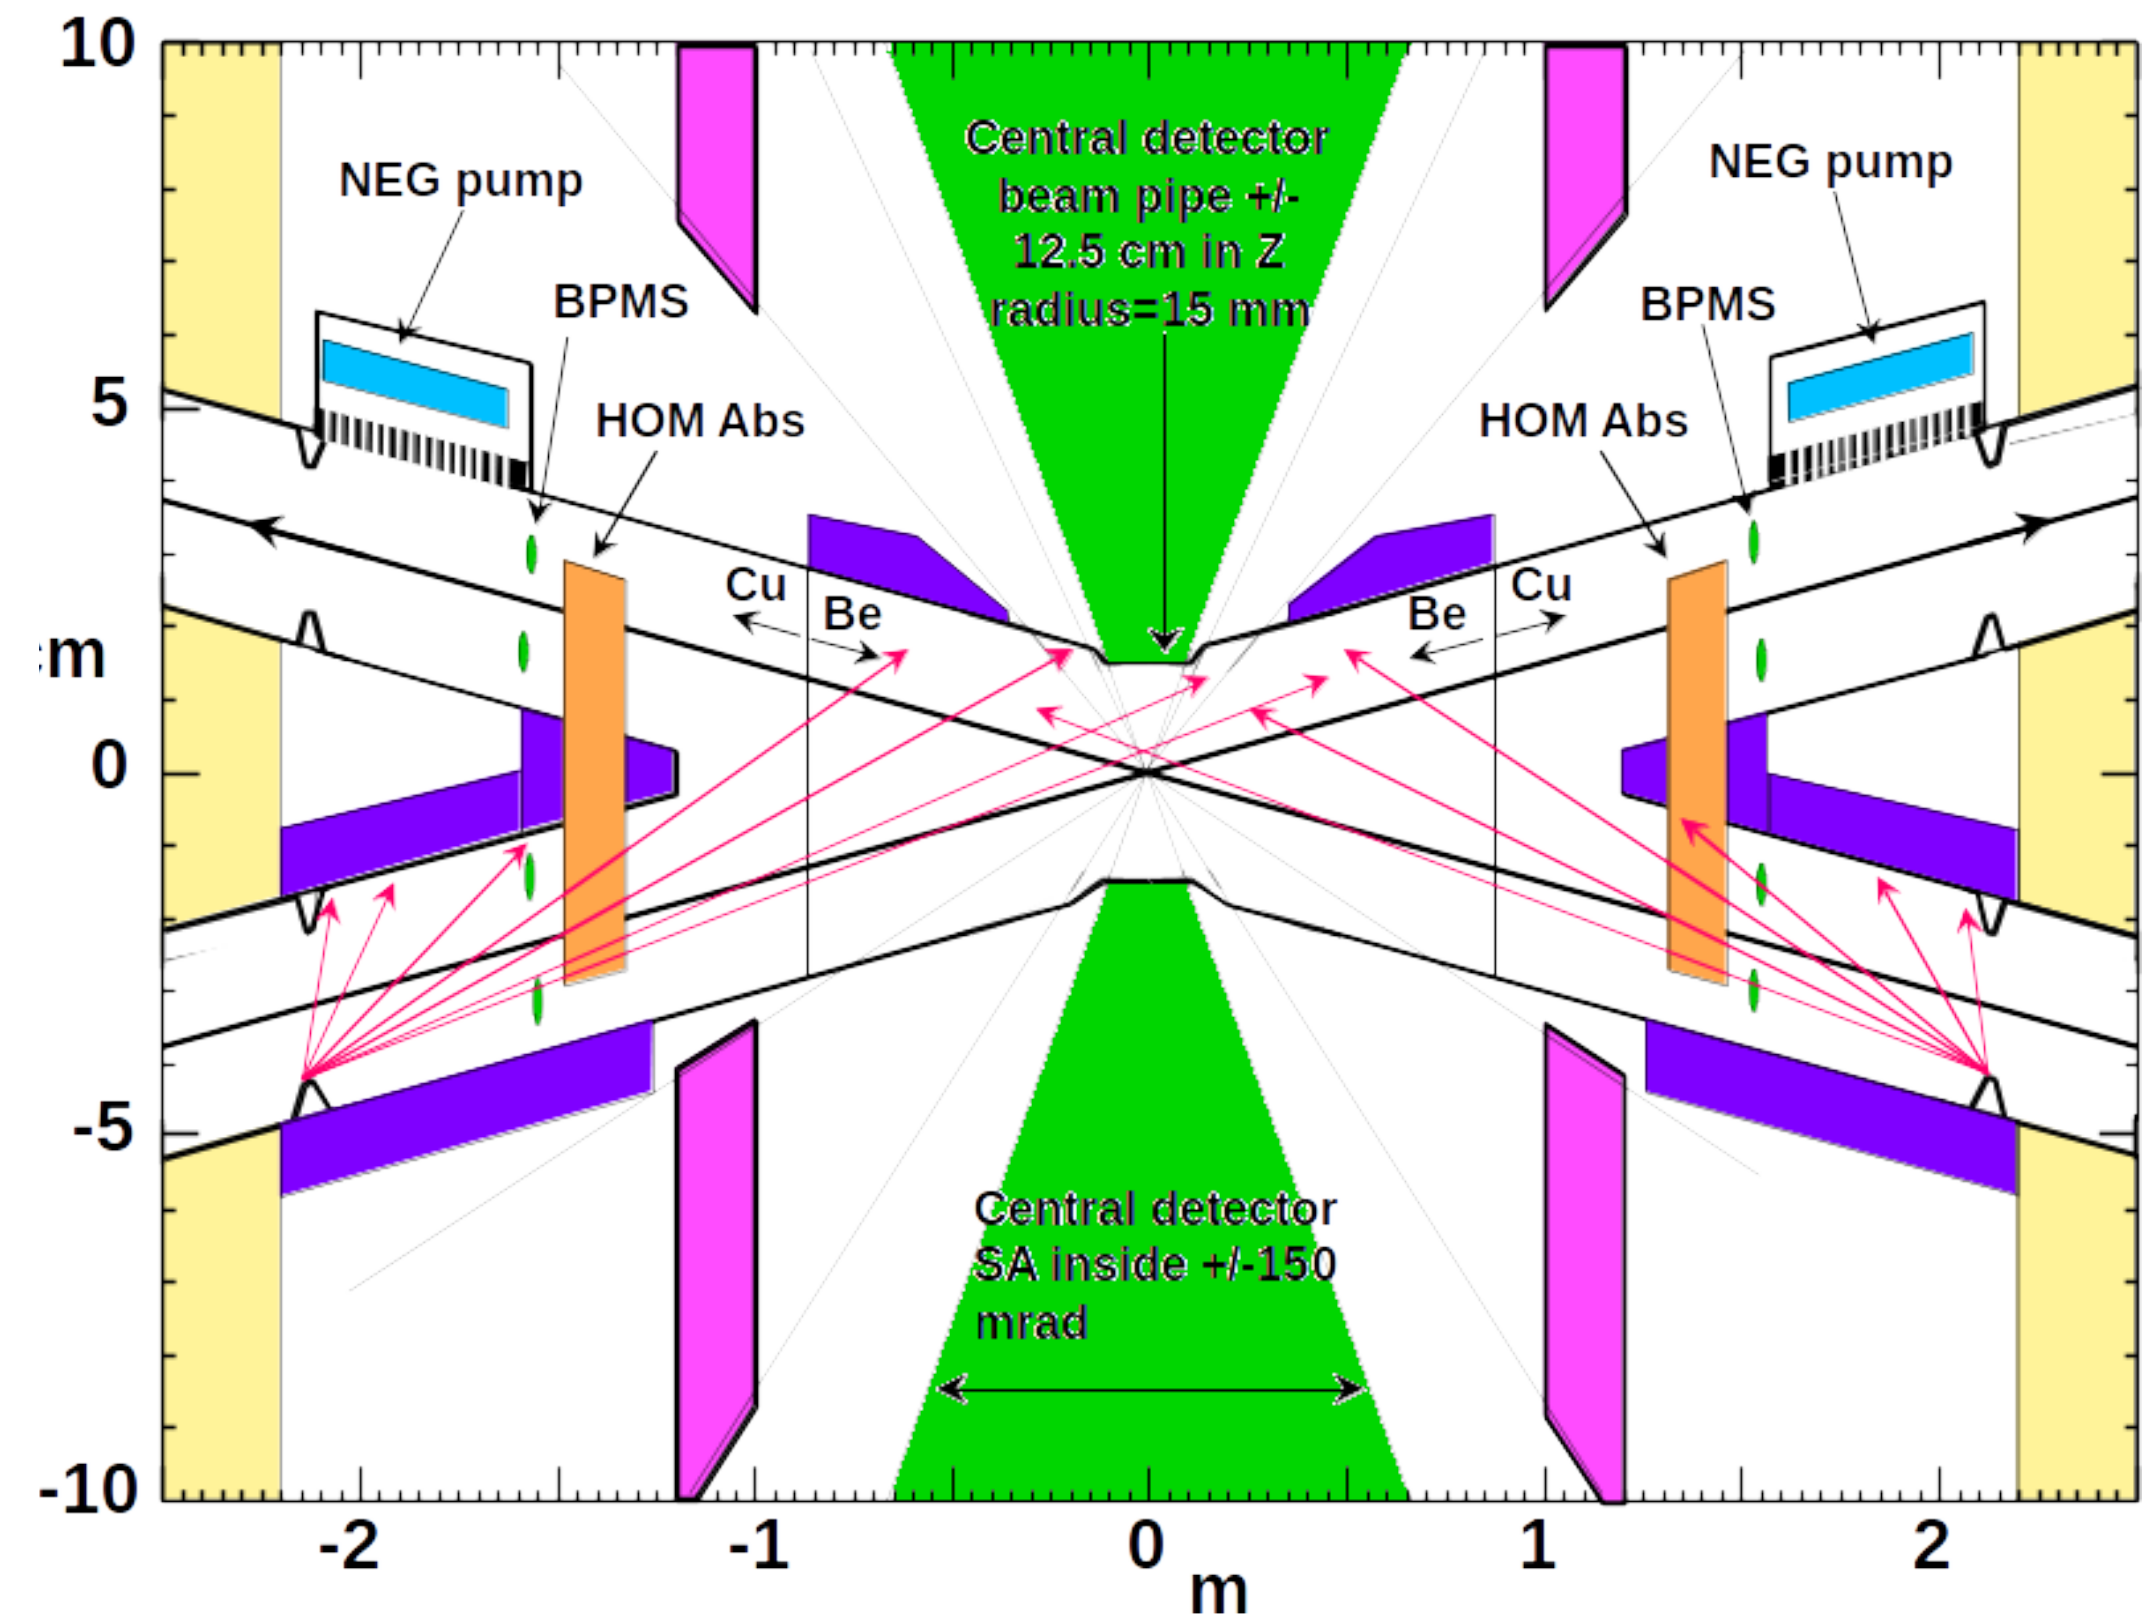 10
Central detector
beam pipe +/-
12.5 cm in Z
radius=15 mm
NEG pump
NEG pump
BPMS
BPMS
5
HOM Abs
HOM Abs
Cu
Be
Be
Cu
cm
0
-5
Central detector
SA inside +/-150
mrad
-10
-2
-1
0
1
2
m